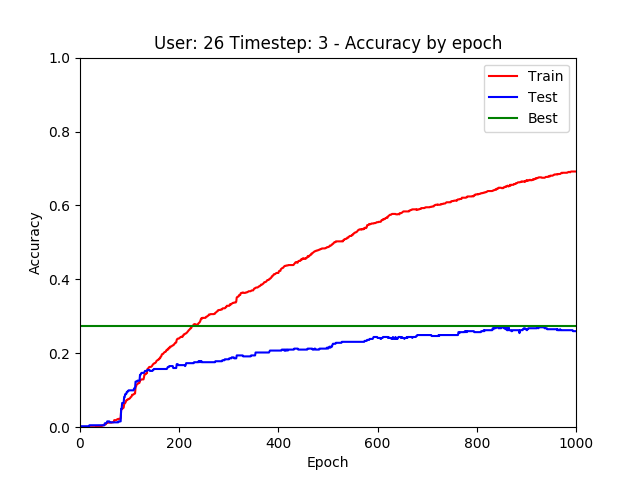 User: 26 Timestep: 3 - Accuracy by epoch
1.0
0.8
0.6
0.4
0.2
0.0
Accuracy
Train
Test
Best
0 200 400 600 800 1000
Epoch